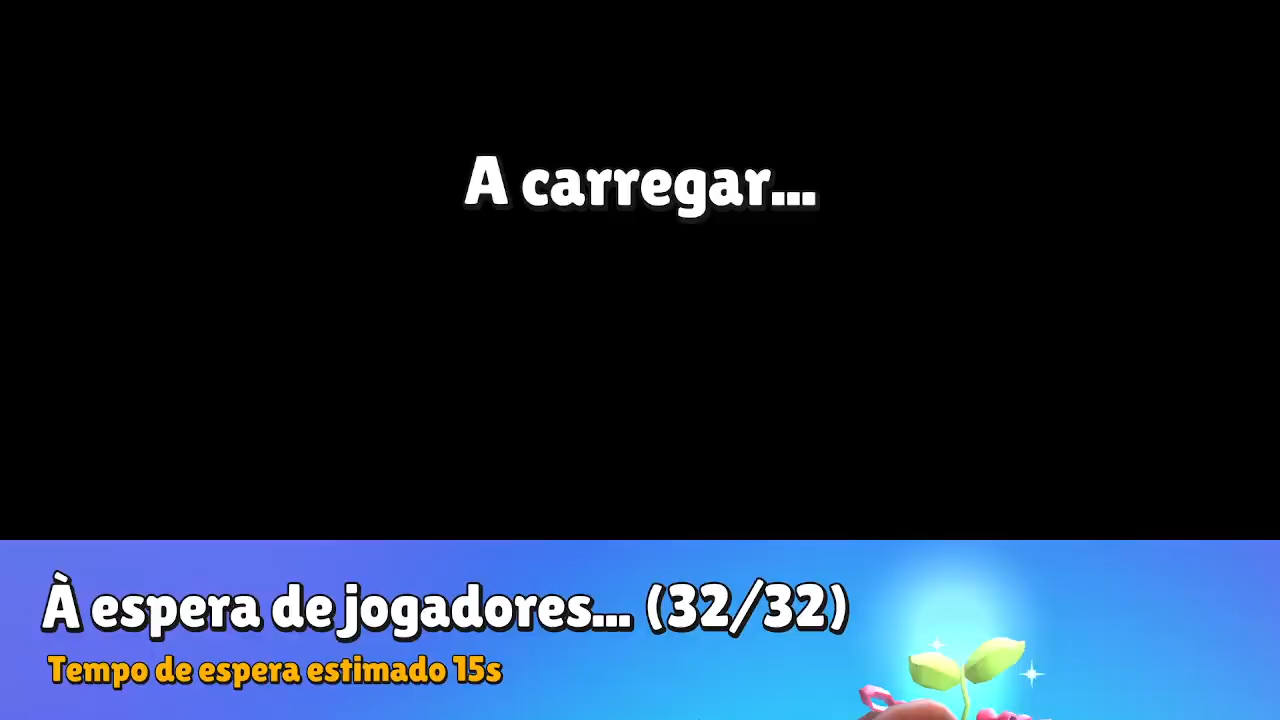 A carregar...
À espera de jogadores... (32/32)
Tempo de espera estimado 15s